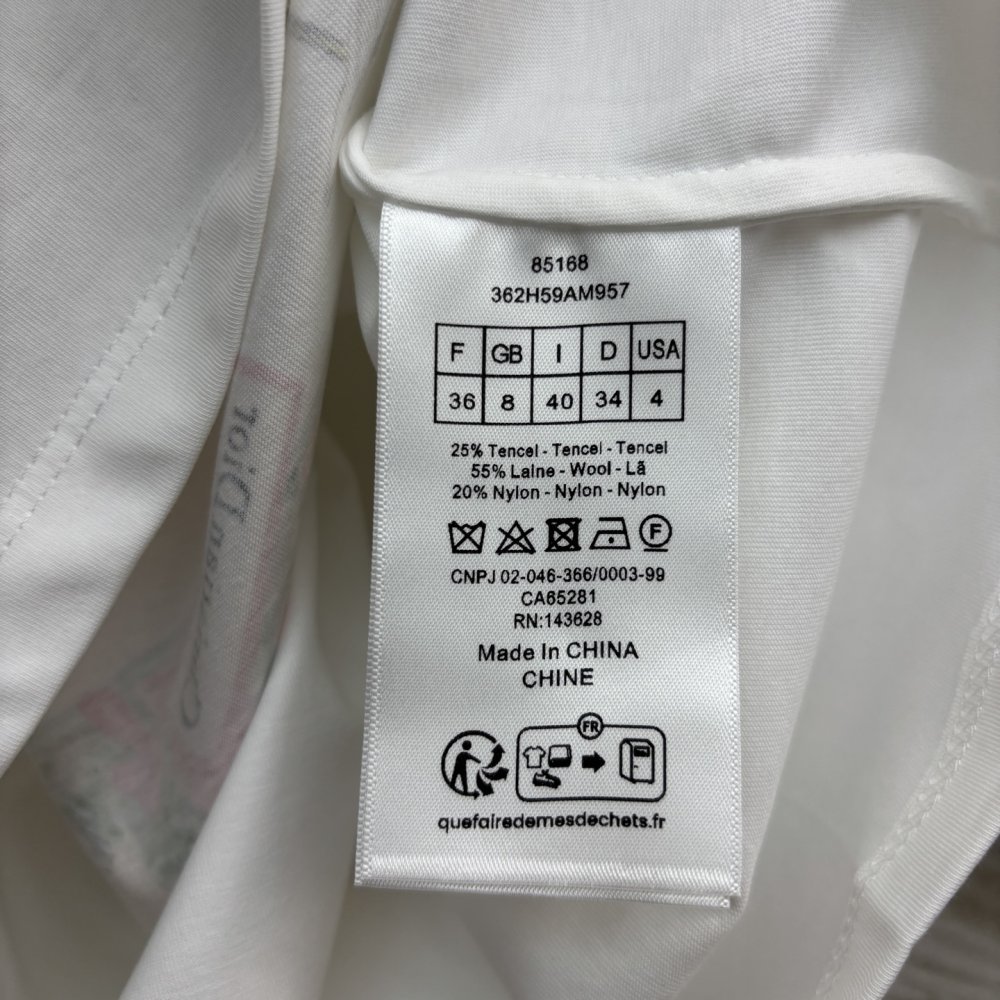 85168
362H59AM957
F GB I D USA
36 8 40 34 4
25% Tencel - Tencel - Tencel
55% Laine - Wool - Lã
20% Nylon - Nylon - Nylon
F
CNPJ 02-046-366/0003-99
CA65281
RN:143628
Made In CHINA
CHINE
FR
quefairedemesdechets.fr
Dior